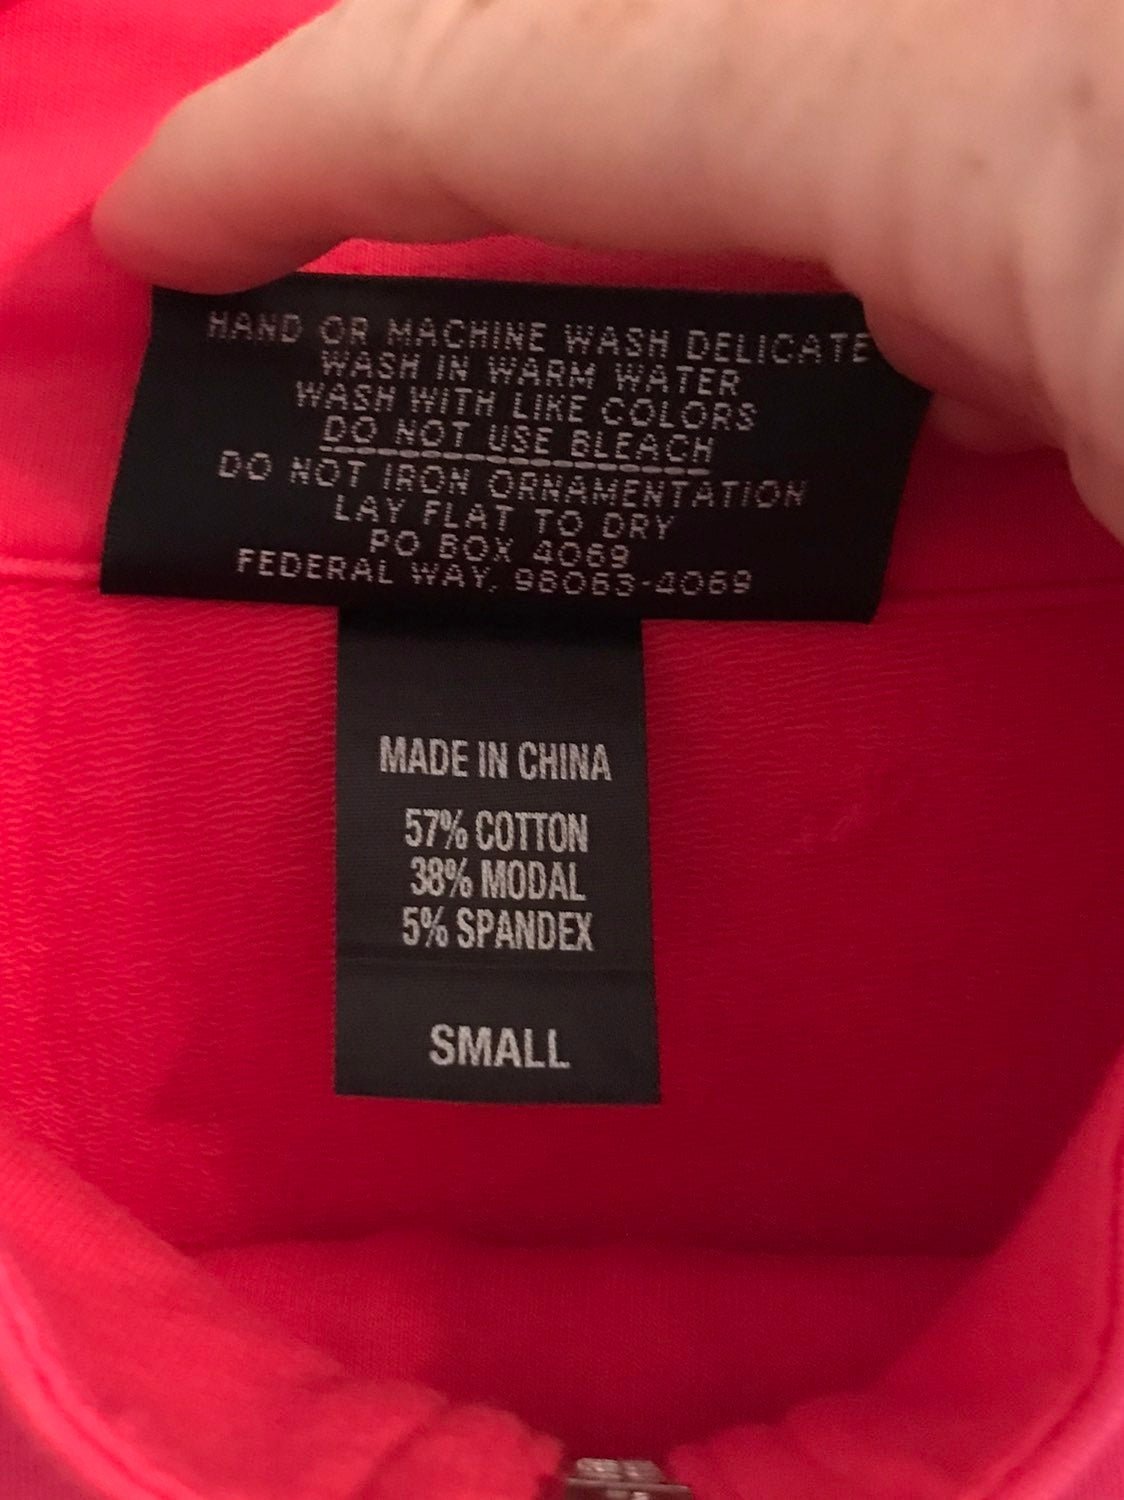 HAND OR MACHINE WASH DELICATE
WASH IN WARM WATER
WASH WITH LIKE COLORS
DO NOT USE BLEACH
DO NOT IRON ORNAMENTATION
LAY FLAT TO DRY
PO BOX 4069
FEDERAL WAY, 98063-4069
MADE IN CHINA
57% COTTON
38% MODAL
5% SPANDEX
SMALL